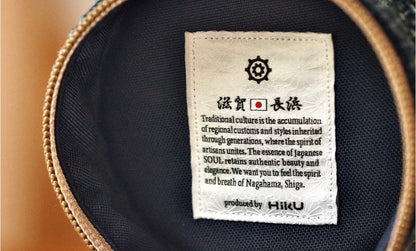 滋賀 長浜
Traditional culture is the accumulation
of regional customs and styles inherited
through generations, where the spirit of
artisans unites. The essence of Japanese
SOUL retains authentic beauty and
elegance. We want you to feel the spirit
and breath of Nagahama, Shiga.
produced by HiKU